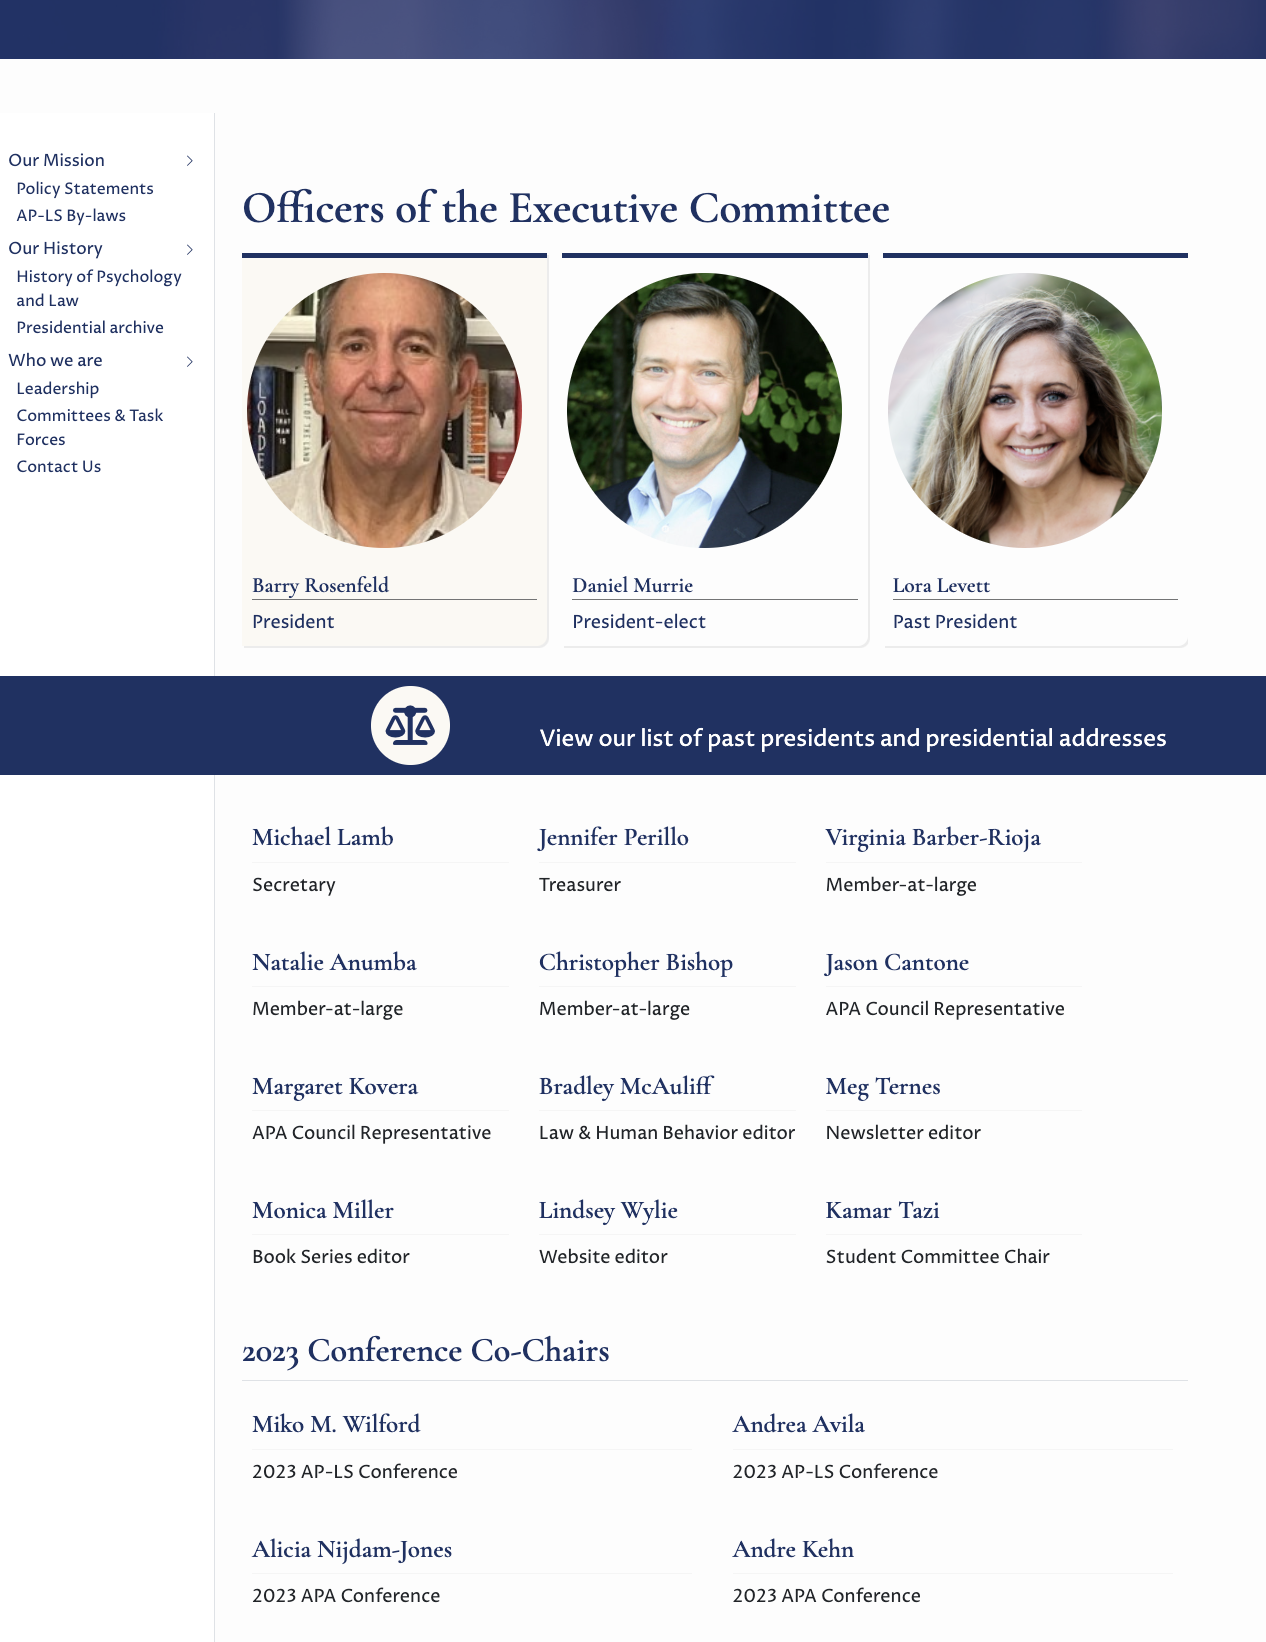 Our Mission
Policy Statements
AP-LS By-laws
Our History
History of Psychology
and Law
Presidential archive
Who we are
Leadership
Committees & Task
Forces
Contact Us
Officers of the Executive Committee
LOADE
ALL
THAT
MAN
IS
Barry Rosenfeld
President
Daniel Murrie
President-elect
Lora Levett
Past President
View our list of past presidents and presidential addresses
Michael Lamb
Secretary
Jennifer Perillo
Treasurer
Virginia Barber-Rioja
Member-at-large
Natalie Anumba
Member-at-large
Christopher Bishop
Member-at-large
Jason Cantone
APA Council Representative
Margaret Kovera
APA Council Representative
Bradley McAuliff
Law & Human Behavior editor
Meg Ternes
Newsletter editor
Monica Miller
Book Series editor
Lindsey Wylie
Website editor
Kamar Tazi
Student Committee Chair
2023 Conference Co-Chairs
Miko M. Wilford
2023 AP-LS Conference
Andrea Avila
2023 AP-LS Conference
Alicia Nijdam-Jones
2023 APA Conference
Andre Kehn
2023 APA Conference